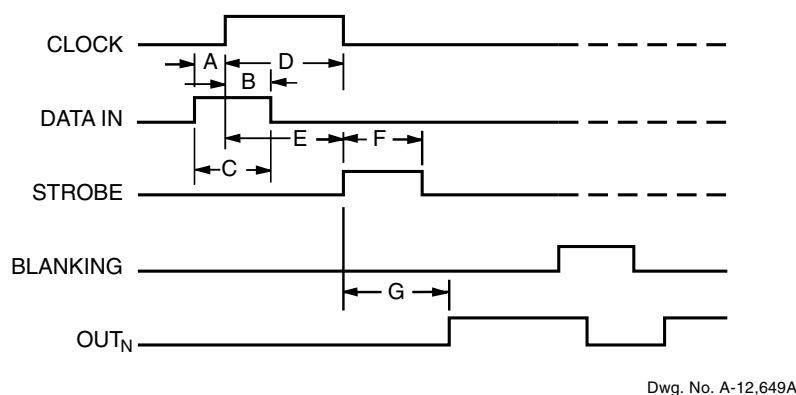 CLOCK
A
D
B
DATA IN
E
F
C
STROBE
BLANKING
G
OUTN
Dwg. No. A-12,649A